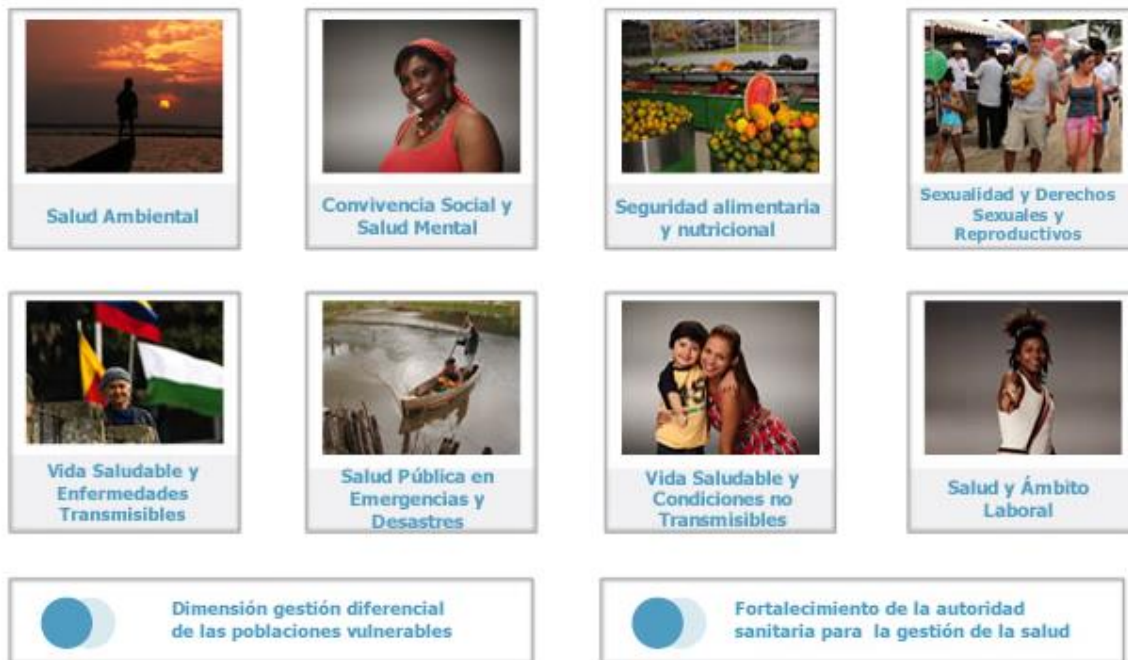 Salud Ambiental
Convivencia Social y
Salud Mental
Seguridad alimentaria
y nutricional
Sexualidad y Derechos
Sexuales y
Reproductivos
Vida Saludable y
Enfermedades
Transmisibles
Salud Pública en
Emergencias y
Desastres
Vida Saludable y
Condiciones no
Transmisibles
Salud y Ámbito
Laboral
Dimensión gestión diferencial
de las poblaciones vulnerables
Fortalecimiento de la autoridad
sanitaria para la gestión de la salud